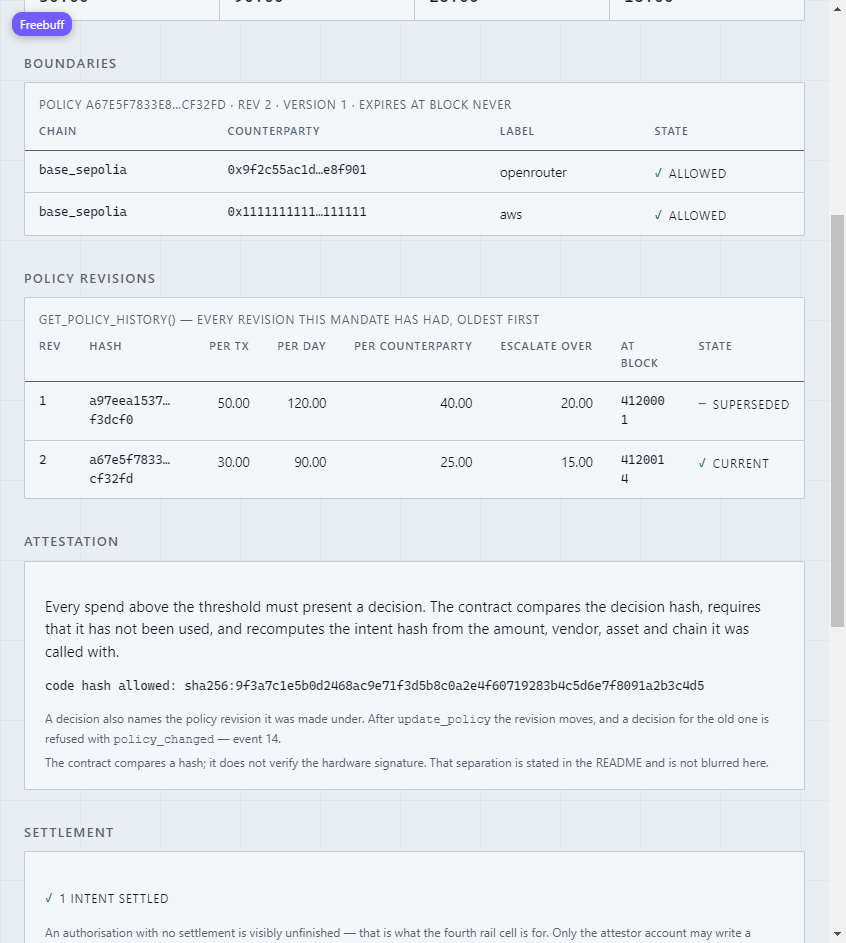 Freebuff
BOUNDARIES
POLICY A67E5F7833E8…CF32FD · REV 2 · VERSION 1 · EXPIRES AT BLOCK NEVER
CHAIN COUNTERPARTY LABEL STATE
base_sepolia 0x9f2c55ac1d…e8f901 openrouter ✓ ALLOWED
base_sepolia 0x1111111111…111111 aws ✓ ALLOWED
POLICY REVISIONS
GET_POLICY_HISTORY() — EVERY REVISION THIS MANDATE HAS HAD, OLDEST FIRST
REV HASH PER TX PER DAY PER COUNTERPARTY ESCALATE OVER AT STATE
BLOCK
1 a97eea1537… 50.00 120.00 40.00 20.00 412000 – SUPERSEDED
f3dcf0 1
2 a67e5f7833… 30.00 90.00 25.00 15.00 412001 ✓ CURRENT
cf32fd 4
ATTESTATION
Every spend above the threshold must present a decision. The contract compares the decision hash, requires
that it has not been used, and recomputes the intent hash from the amount, vendor, asset and chain it was
called with.
code hash allowed: sha256:9f3a7c1e5b0d2468ac9e71f3d5b8c0a2e4f60719283b4c5d6e7f8091a2b3c4d5
A decision also names the policy revision it was made under. After update_policy the revision moves, and a decision for the old one is
refused with policy_changed — event 14.
The contract compares a hash; it does not verify the hardware signature. That separation is stated in the README and is not blurred here.
SETTLEMENT
✓ 1 INTENT SETTLED
An authorisation with no settlement is visibly unfinished — that is what the fourth rail cell is for. Only the attestor account may write a